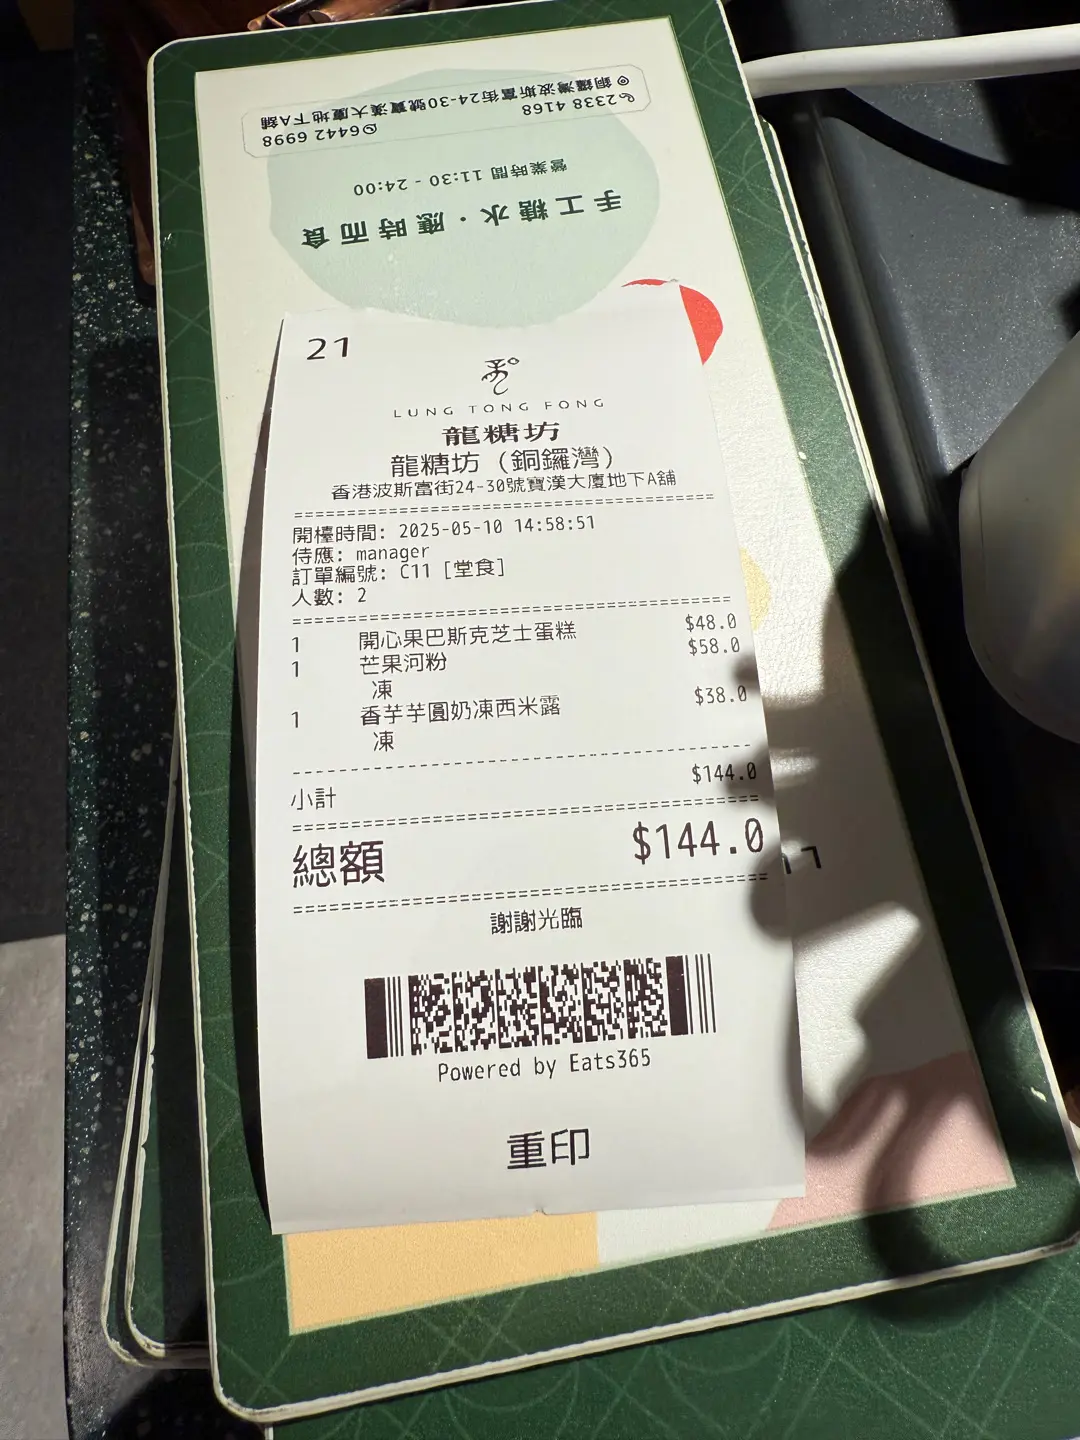 手工糖水・應時而食
營業時間 11:30 - 24:00
2338 4168
6442 6998
銅鑼灣波斯富街24-30號寶漢大廈地下A舖
21
LUNG TONG FONG
龍糖坊
龍糖坊 (銅鑼灣)
香港波斯富街24-30號寶漢大廈地下A舖
開檯時間: 2025-05-10 14:58:51
侍應: manager
訂單編號: C11 [堂食]
人數: 2
1 開心果巴斯克芝士蛋糕 $48.0
1 芒果河粉 $58.0
凍
1 香芋芋圓奶凍西米露 $38.0
凍
小計 $144.0
總額 $144.0
謝謝光臨
Powered by Eats365
重印